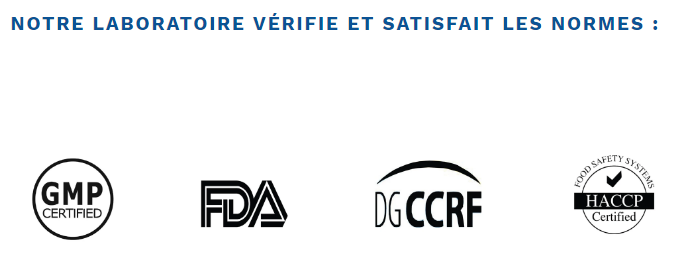 NOTRE LABORATOIRE VÉRIFIE ET SATISFAIT LES NORMES :
GMP
CERTIFIED
FDA
DGCCRF
FOOD SAFETY SYSTEMS
HACCP
Certified